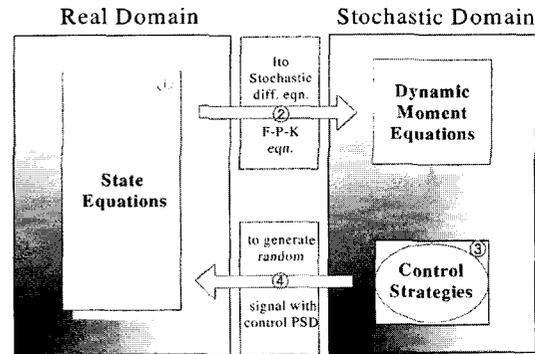 Real Domain
Stochastic Domain
State
Equations
Ito to
Stochastic
diff. eqn.
②
F-P-K
eqn.
Dynamic
Moment
Equations
③
Control
Strategies
to generate
random
④
signal with
control PSD